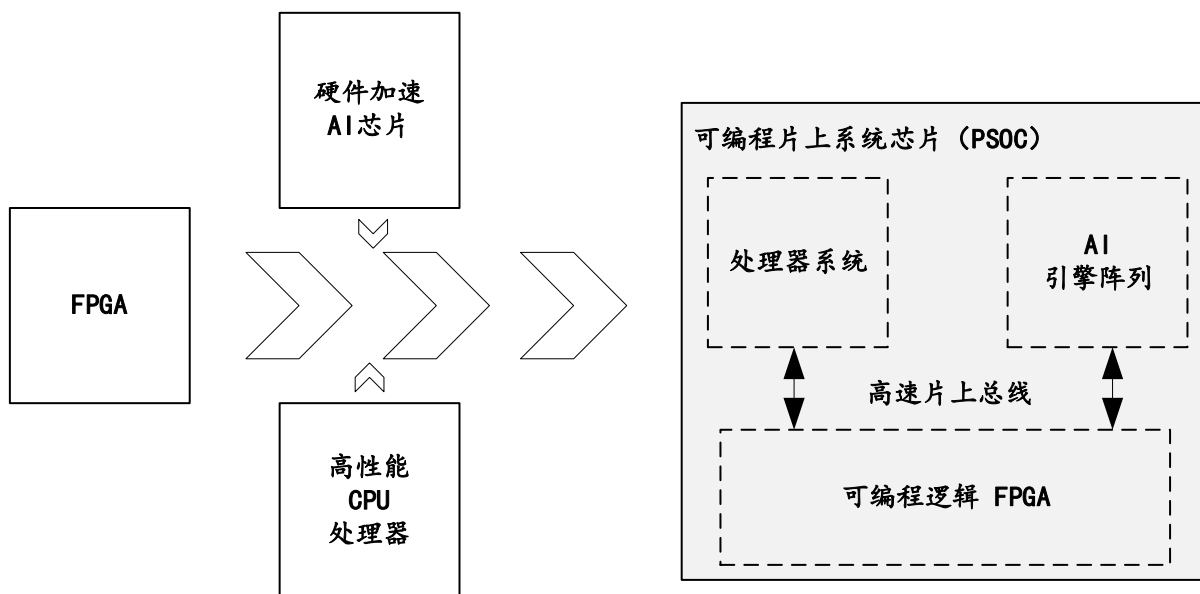 硬件加速
AI芯片
FPGA
高性能
CPU
处理器
可编程片上系统芯片（PSOC）
处理器系统
AI
引擎阵列
高速片上总线
可编程逻辑 FPGA